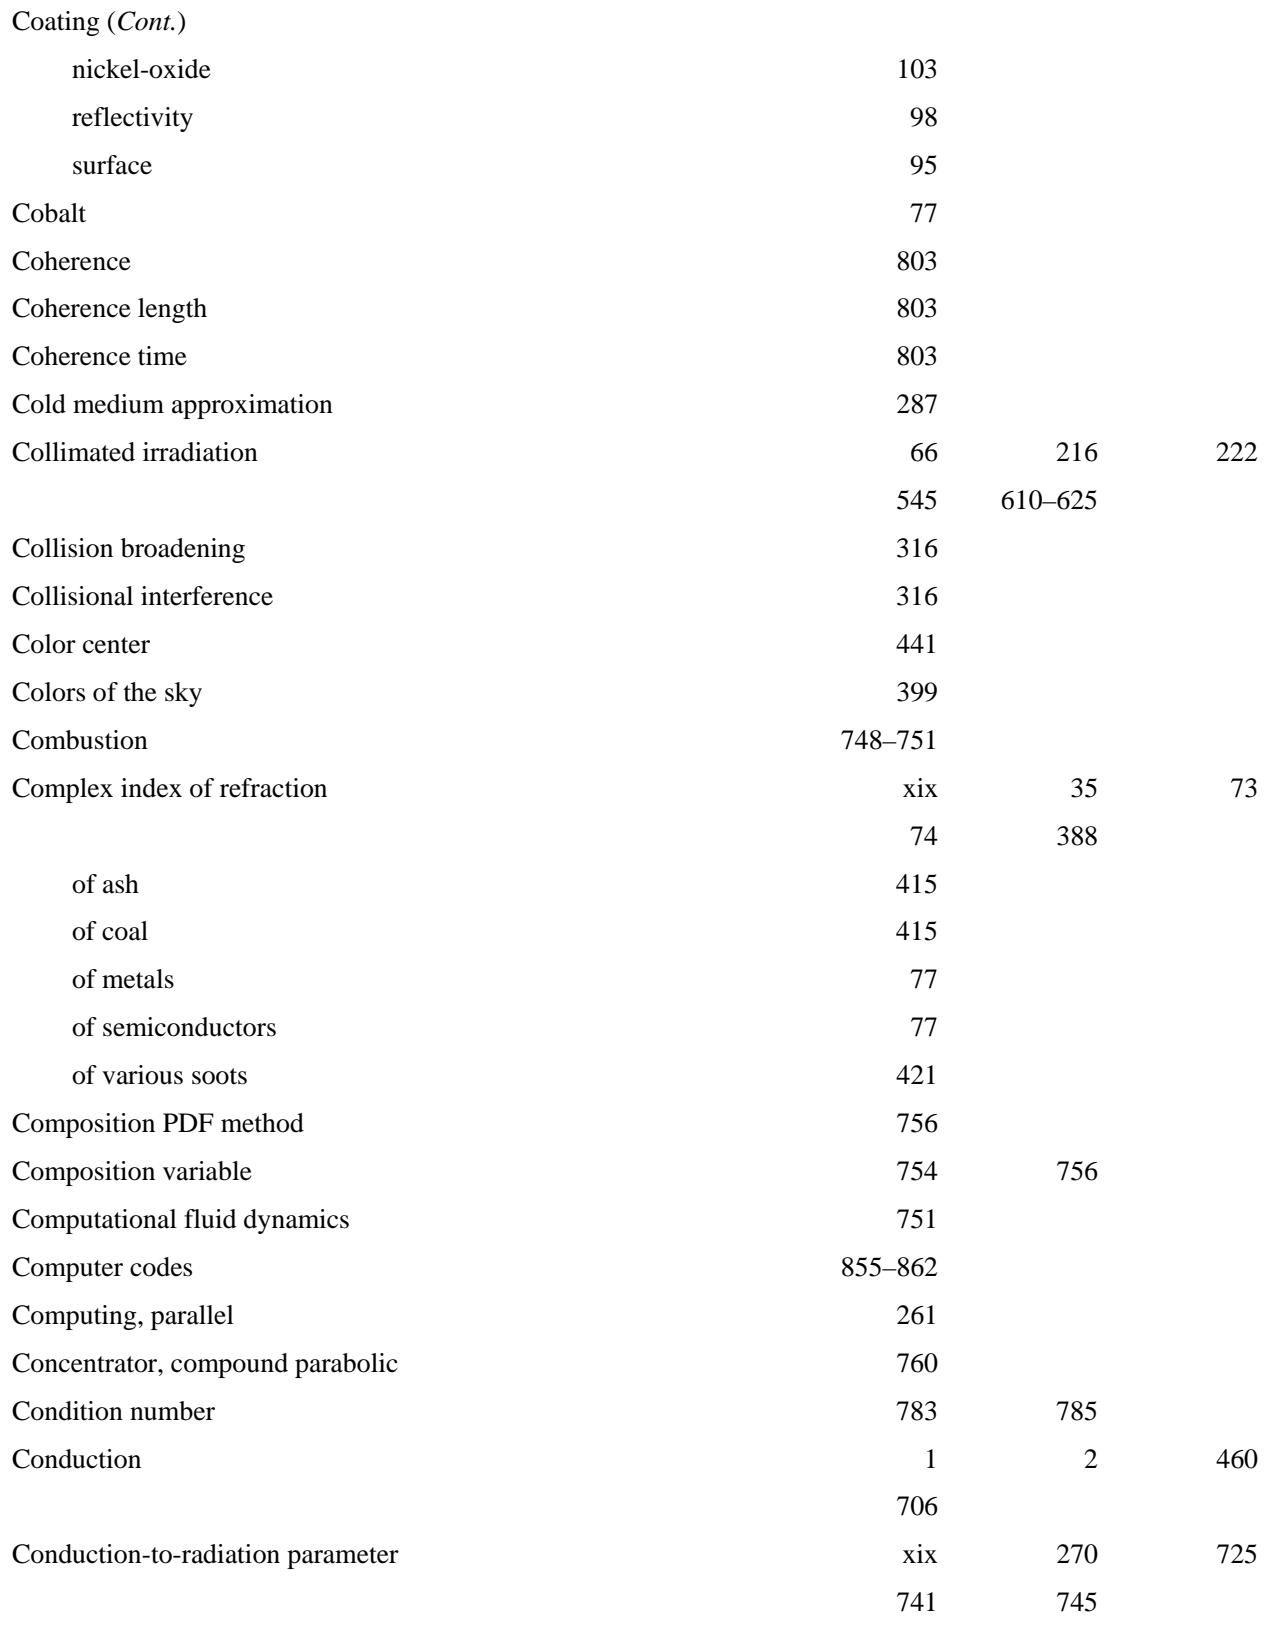 Coating (Cont.)
nickel-oxide 103
reflectivity 98
surface 95
Cobalt 77
Coherence 803
Coherence length 803
Coherence time 803
Cold medium approximation 287
Collimated irradiation 66 216 222
545 610–625
Collision broadening 316
Collisional interference 316
Color center 441
Colors of the sky 399
Combustion 748–751
Complex index of refraction xix 35 73
74 388
of ash 415
of coal 415
of metals 77
of semiconductors 77
of various soots 421
Composition PDF method 756
Composition variable 754 756
Computational fluid dynamics 751
Computer codes 855–862
Computing, parallel 261
Concentrator, compound parabolic 760
Condition number 783 785
Conduction 1 2 460
706
Conduction-to-radiation parameter xix 270 725
741 745